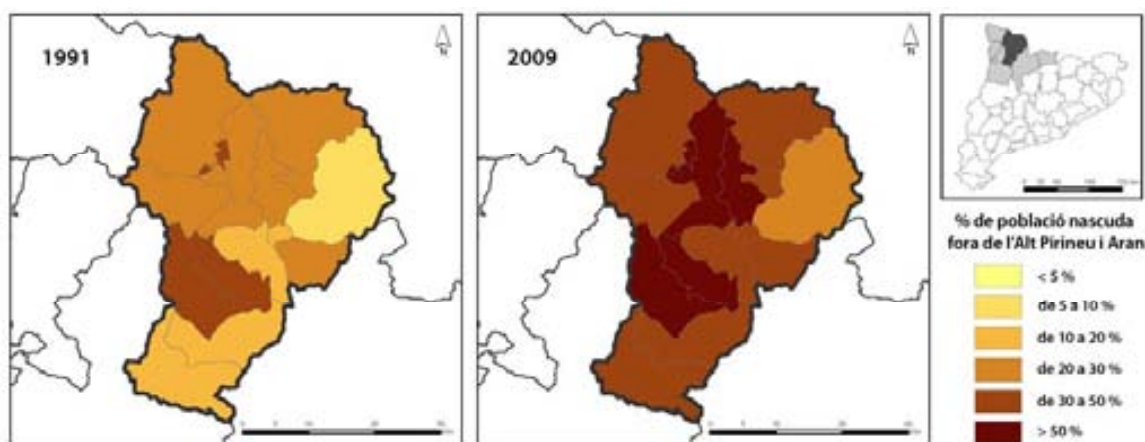 1991
N
2009
N
% de població nascuda
fora de l'Alt Pirineu i Aran
< 5 %
de 5 a 10 %
de 10 a 20 %
de 20 a 30 %
de 30 a 50 %
> 50 %